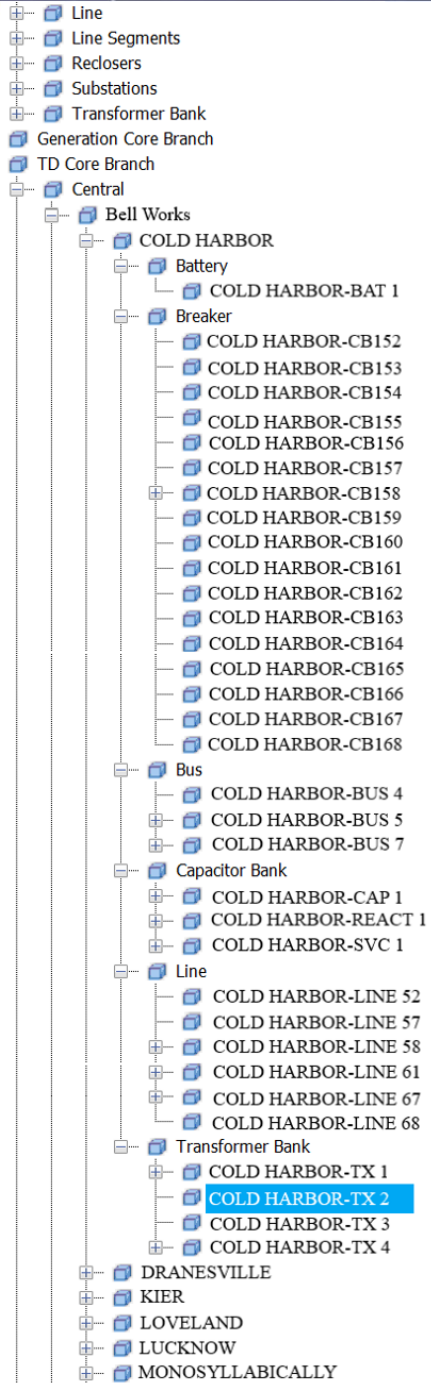 Line
Line Segments
Reclosers
Substations
Transformer Bank
Generation Core Branch
TD Core Branch
Central
Bell Works
COLD HARBOR
Battery
COLD HARBOR-BAT 1
Breaker
COLD HARBOR-CB152
COLD HARBOR-CB153
COLD HARBOR-CB154
COLD HARBOR-CB155
COLD HARBOR-CB156
COLD HARBOR-CB157
COLD HARBOR-CB158
COLD HARBOR-CB159
COLD HARBOR-CB160
COLD HARBOR-CB161
COLD HARBOR-CB162
COLD HARBOR-CB163
COLD HARBOR-CB164
COLD HARBOR-CB165
COLD HARBOR-CB166
COLD HARBOR-CB167
COLD HARBOR-CB168
Bus
COLD HARBOR-BUS 4
COLD HARBOR-BUS 5
COLD HARBOR-BUS 7
Capacitor Bank
COLD HARBOR-CAP 1
COLD HARBOR-REACT 1
COLD HARBOR-SVC 1
Line
COLD HARBOR-LINE 52
COLD HARBOR-LINE 57
COLD HARBOR-LINE 58
COLD HARBOR-LINE 61
COLD HARBOR-LINE 67
COLD HARBOR-LINE 68
Transformer Bank
COLD HARBOR-TX 1
COLD HARBOR-TX 2
COLD HARBOR-TX 3
COLD HARBOR-TX 4
DRANESVILLE
KIER
LOVELAND
LUCKNOW
MONOSYLLABICALLY